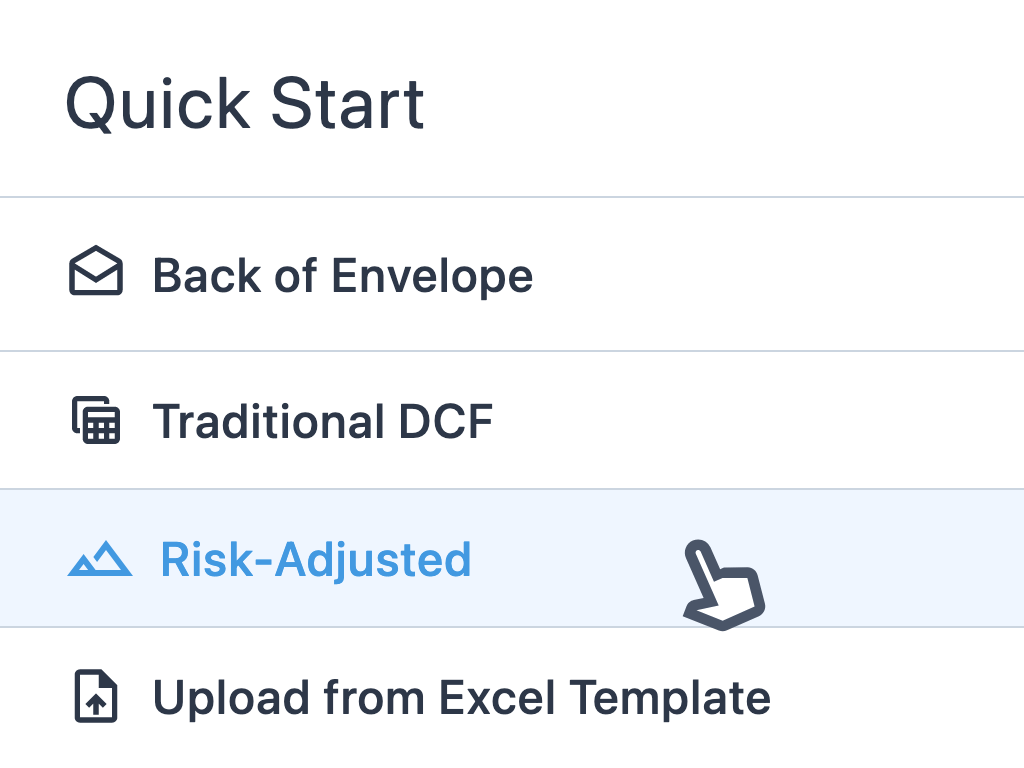 Quick Start
Back of Envelope
Traditional DCF
Risk-Adjusted
Upload from Excel Template